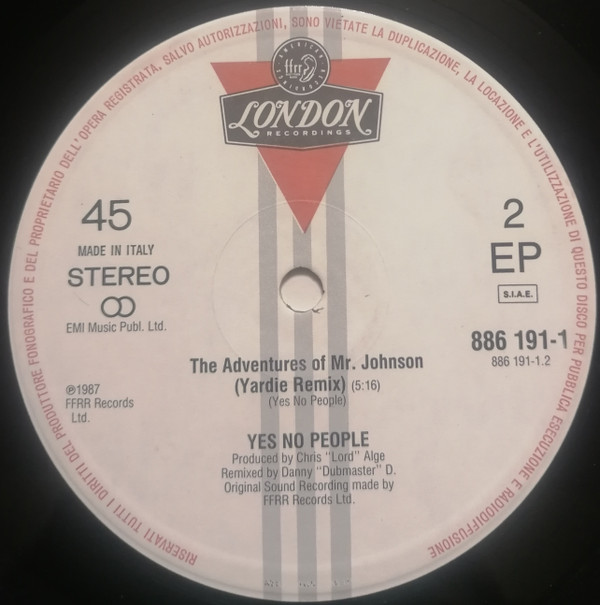 RISERVATI TUTTI I DIRITTI DEL PRODUTTORE FONOGRAFICO E DEL PROPRIETARIO DELL'OPERA REGISTRATA. SALVO AUTORIZZAZIONI, SONO VIETATE LA DUPLICAZIONE, LA LOCAZIONE E L'UTILIZZAZIONE DI QUESTO DISCO PER PUBBLICA ESECUZIONE E RADIODIFFUSIONE
ffrr
LONDON
RECORDINGS
45
MADE IN ITALY
STEREO
EMI Music Publ. Ltd.
2
EP
S.I.A.E.
886 191-1
886 191-1.2
℗1987
FFRR Records
Ltd.
The Adventures of Mr. Johnson
(Yardie Remix) (5:16)
(Yes No People)
YES NO PEOPLE
Produced by Chris "Lord" Alge
Remixed by Danny "Dubmaster" D.
Original Sound Recording made by
FFRR Records Ltd.